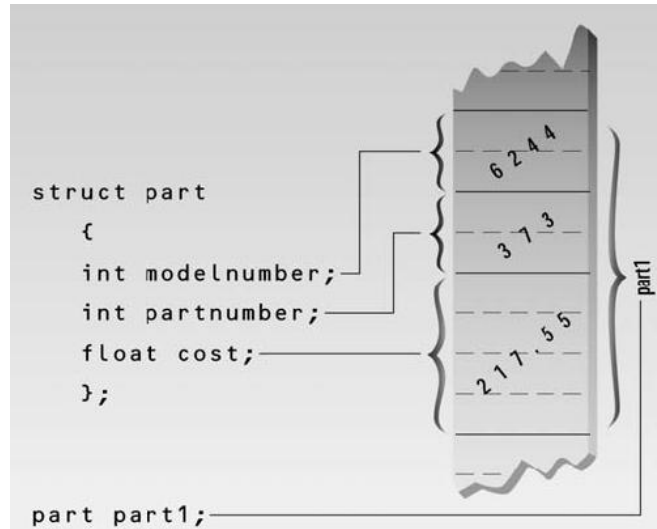 6244
struct part
373
{
int modelnumber;
part1
int partnumber;
float cost;
217.55
};
part part1;